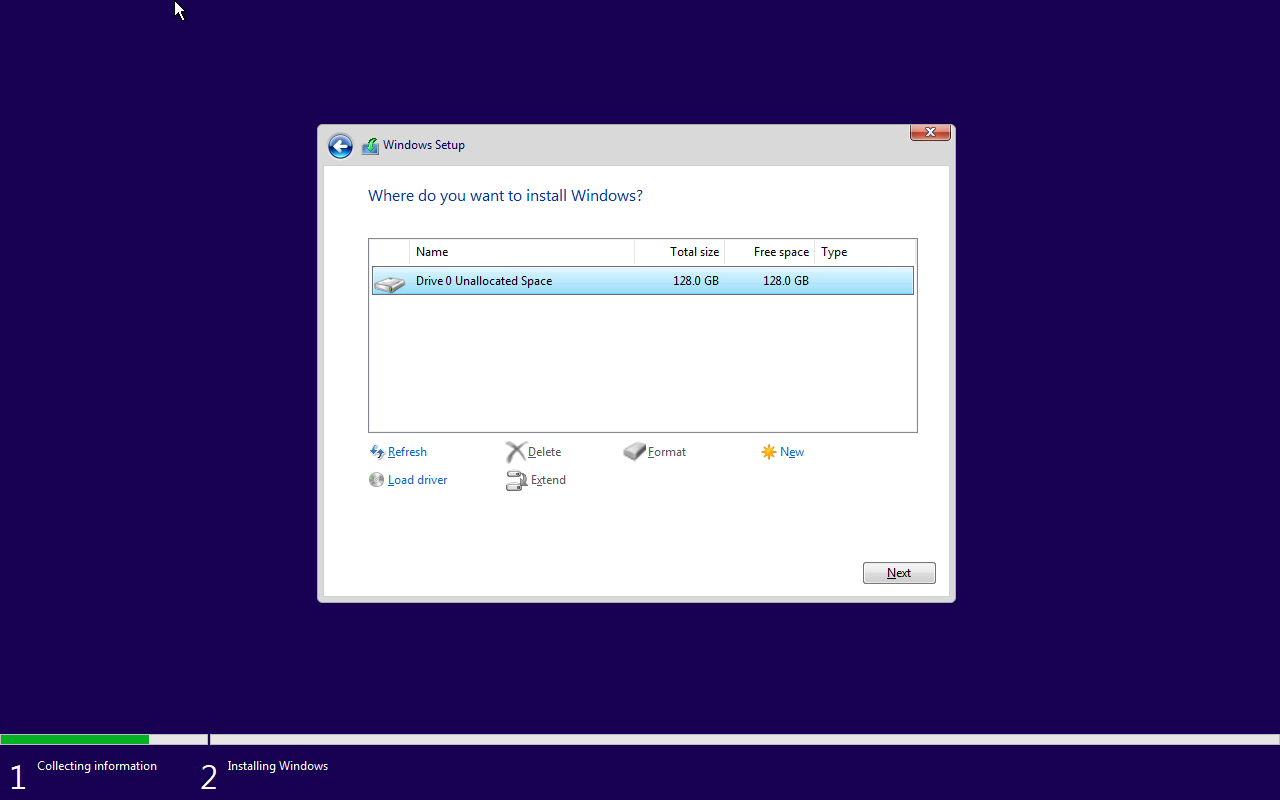 Windows Setup
Where do you want to install Windows?
Name Total size Free space Type
Drive 0 Unallocated Space 128.0 GB 128.0 GB
Refresh Delete Format New
Load driver Extend
Next
1 Collecting information 2 Installing Windows